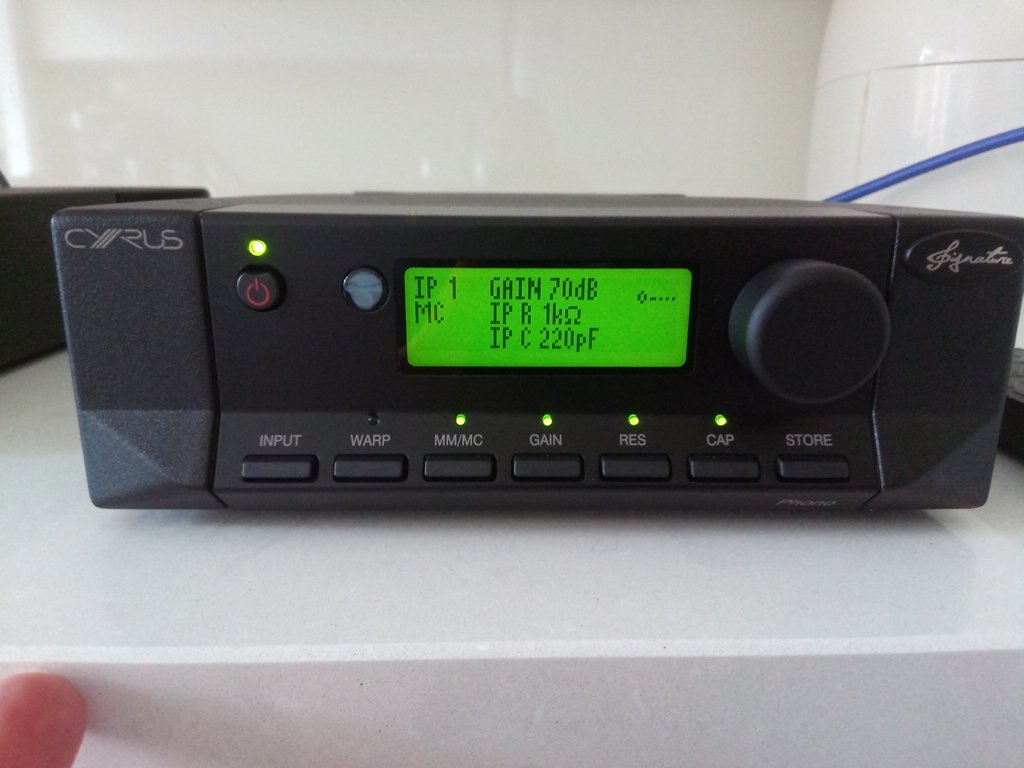 CYRUS
Signature
IP 1 GAIN 70dB
MC IP R 1kΩ
IP C 220pF
INPUT WARP MM/MC GAIN RES CAP STORE
Phono